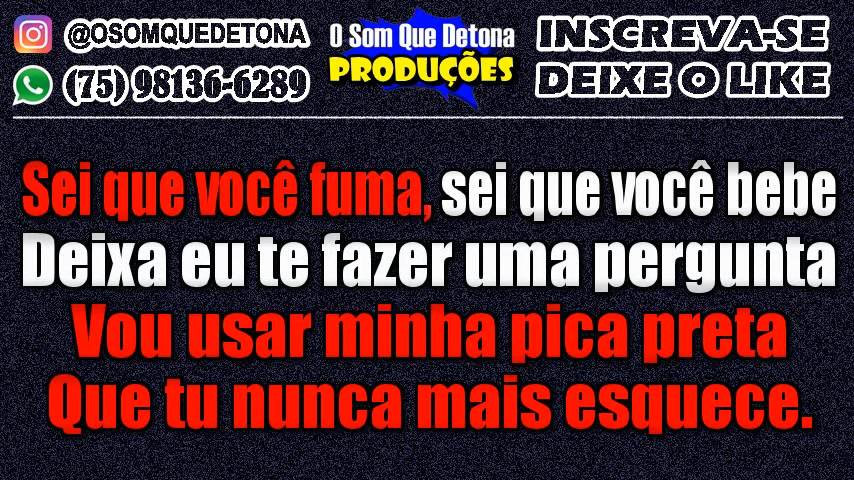 @OSOMQUEDETONA
(75) 98136-6289
O Som Que Detona
PRODUÇÕES
INSCREVA-SE
DEIXE O LIKE
Sei que você fuma, sei que você bebe
Deixa eu te fazer uma pergunta
Vou usar minha pica preta
Que tu nunca mais esquece.